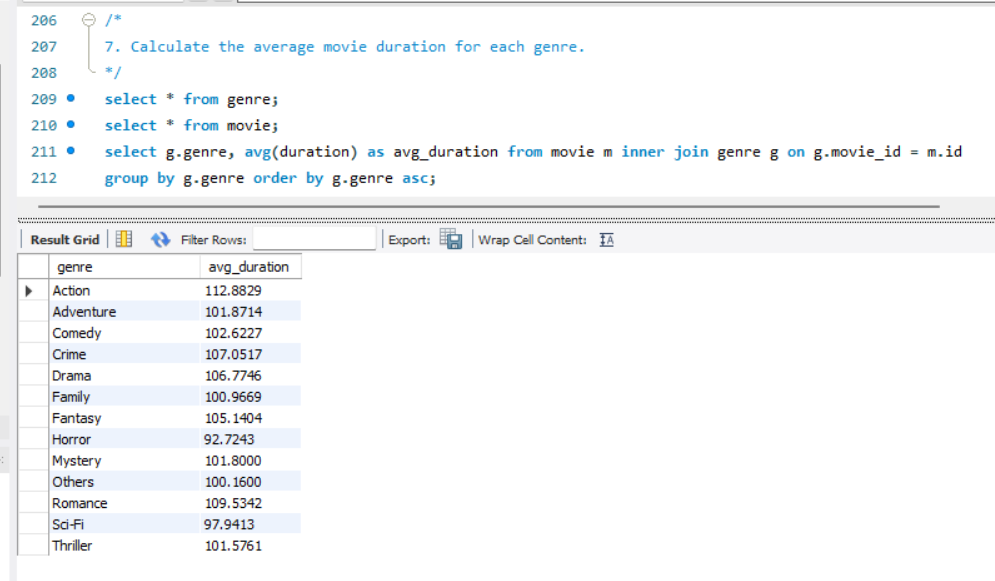 206 /*
207 7. Calculate the average movie duration for each genre.
208 */
209 select * from genre;
210 select * from movie;
211 select g.genre, avg(duration) as avg_duration from movie m inner join genre g on g.movie_id = m.id
212 group by g.genre order by g.genre asc;
Result Grid Filter Rows: Export: Wrap Cell Content: IA
genre avg_duration
Action 112.8829
Adventure 101.8714
Comedy 102.6227
Crime 107.0517
Drama 106.7746
Family 100.9669
Fantasy 105.1404
Horror 92.7243
Mystery 101.8000
Others 100.1600
Romance 109.5342
Sci-Fi 97.9413
Thriller 101.5761